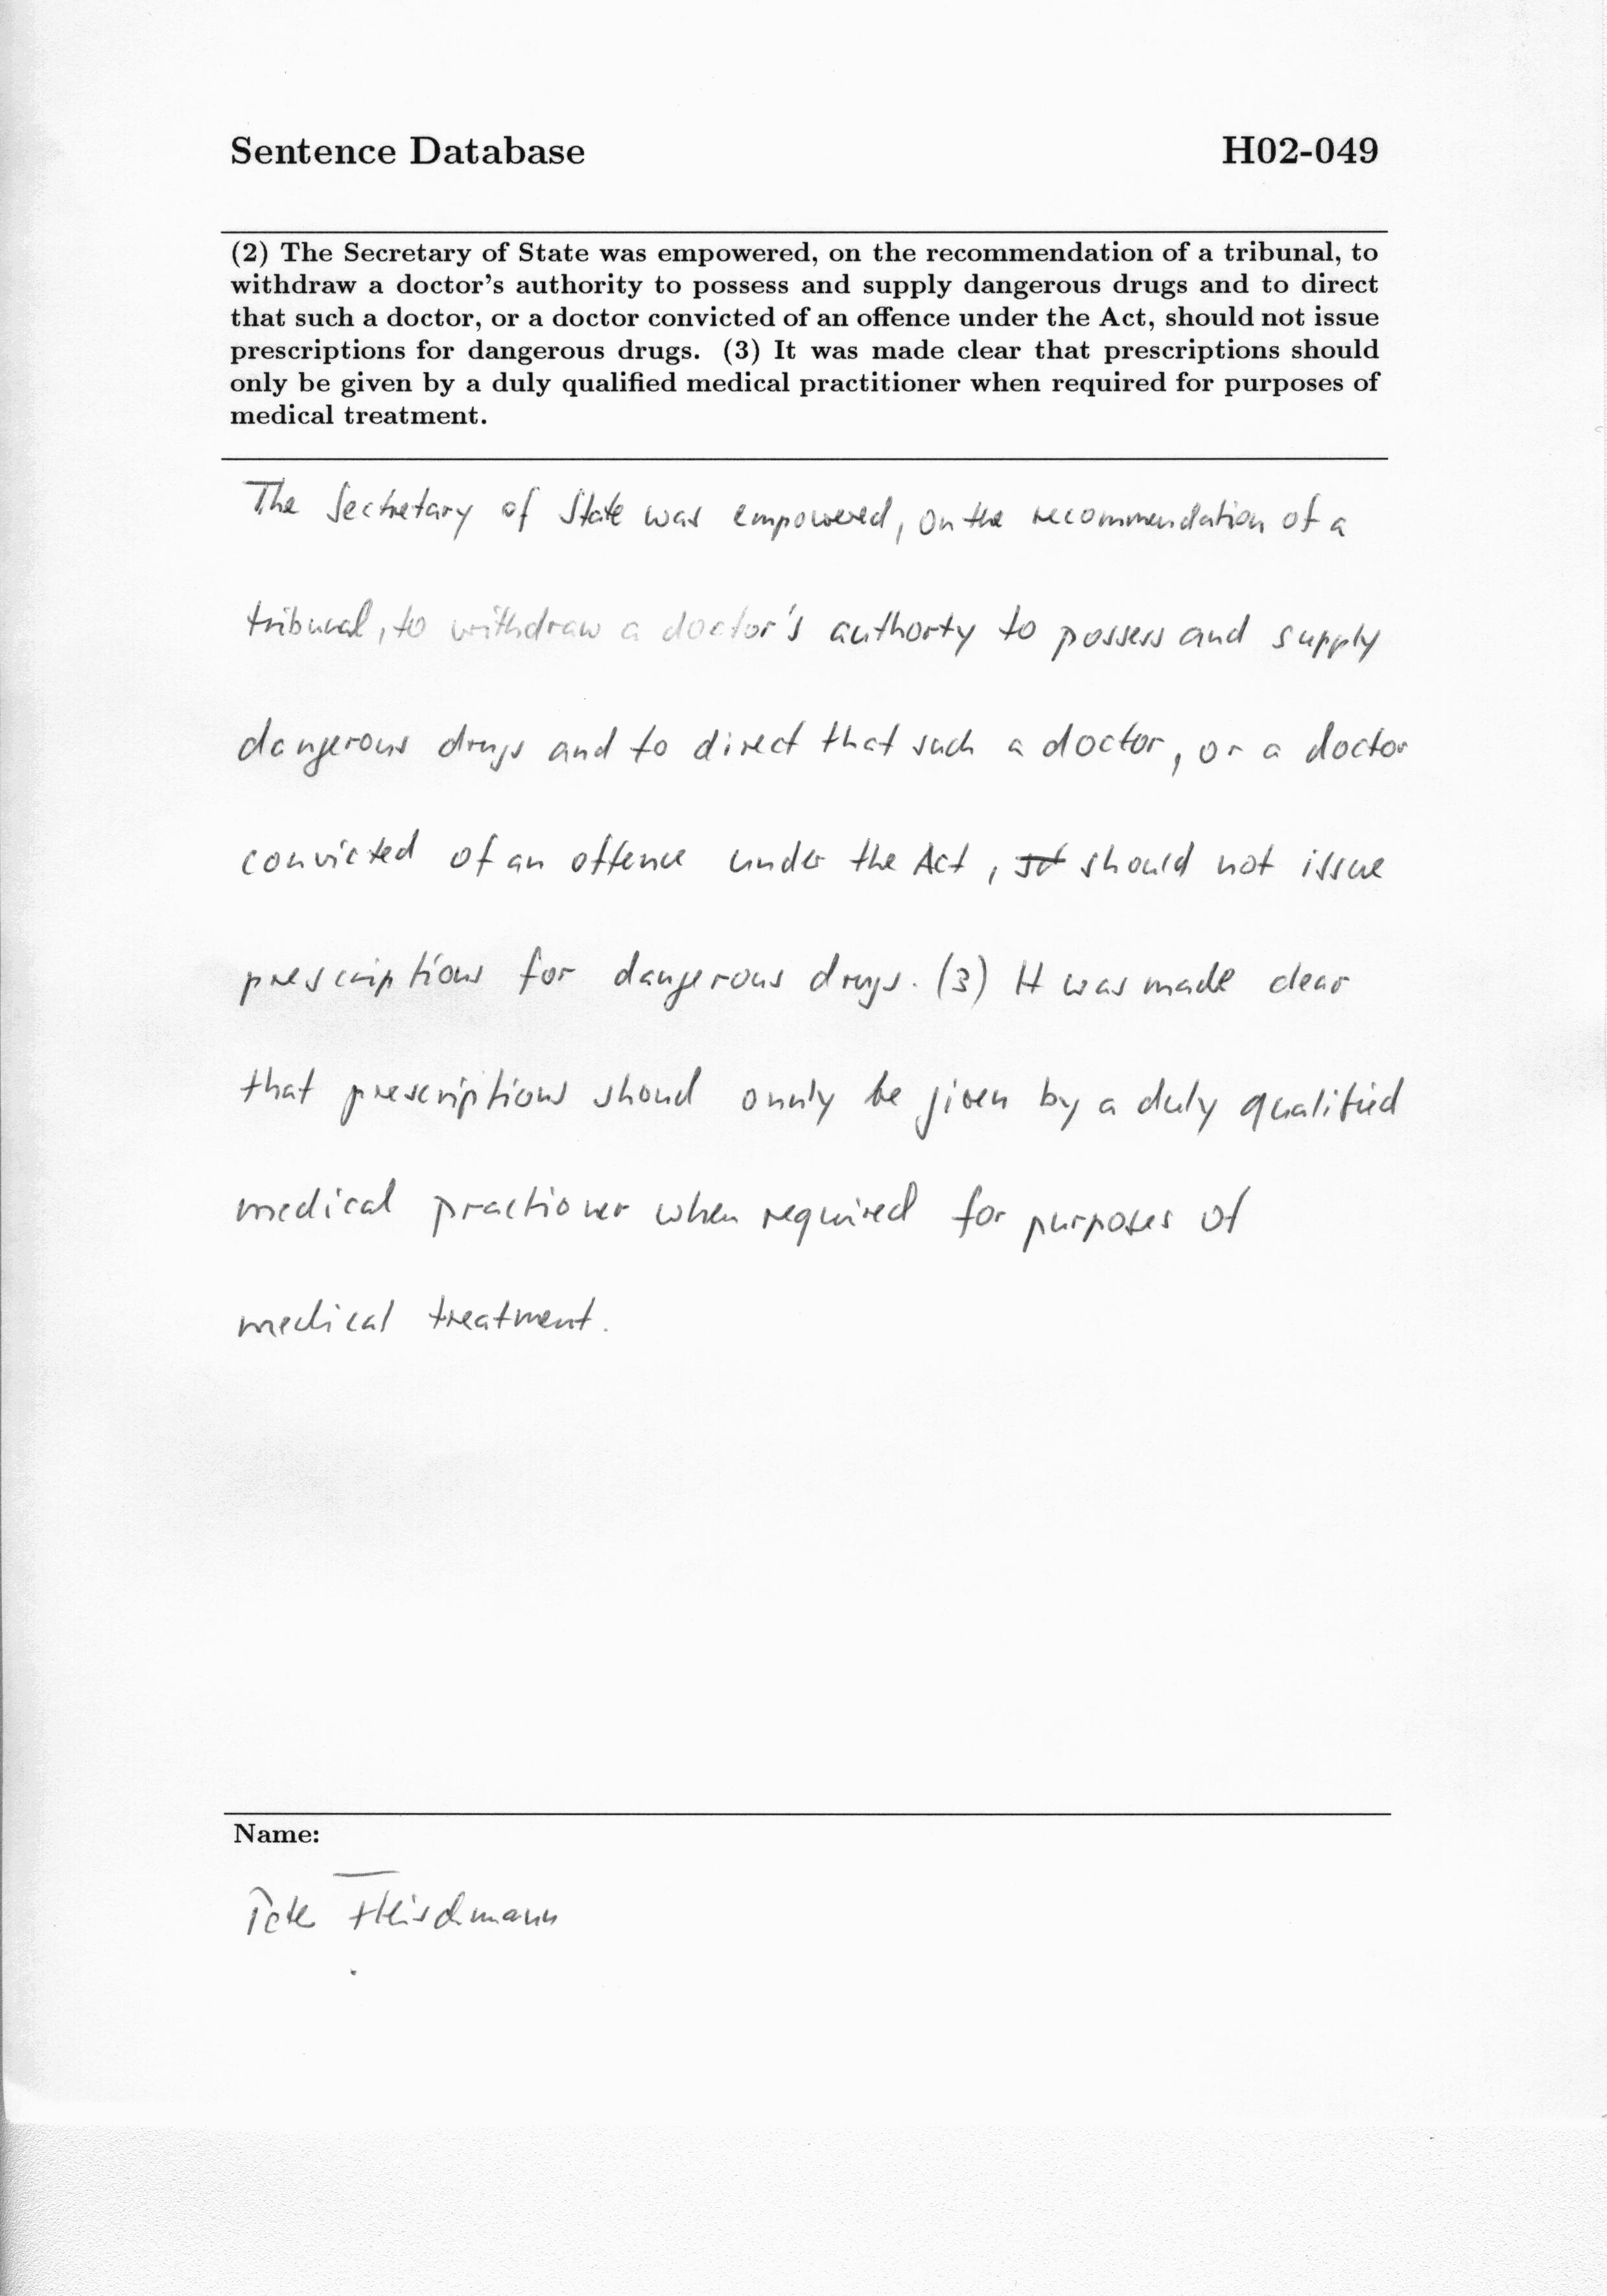 Sentence Database H02-049
(2) The Secretary of State was empowered, on the recommendation of a tribunal, to
withdraw a doctor's authority to possess and supply dangerous drugs and to direct
that such a doctor, or a doctor convicted of an offence under the Act, should not issue
prescriptions for dangerous drugs. (3) It was made clear that prescriptions should
only be given by a duly qualified medical practitioner when required for purposes of
medical treatment.
The Sectretary of State was empowered, on the recommendation of a
tribunal, to withdraw a doctor's authorty to possess and supply
dangerous drugs and to direct that such a doctor, or a doctor
convicted of an offence under the Act, should not issue
prescriptions for dangerous drugs. (3) It was made clear
that prescriptions shoud onnly be given by a duly qualified
medical practioner when required for purposes of
medical treatment.
Name:
Peter Fleischmann